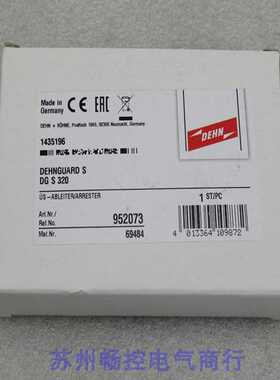 Made in
Germany
CE EAC
DEHN + SÖHNE, Postfach 1640, 92306 Neumarkt, Germany
1435196
DEHNGUARD S
DG S 320
ÜS-ABLEITER/ARRESTER
DEHN
1 ST/PC
Art.Nr./
Ref.No.
952073
Mat.Nr.
69484
4 013364 109872
苏州畅控电气商行